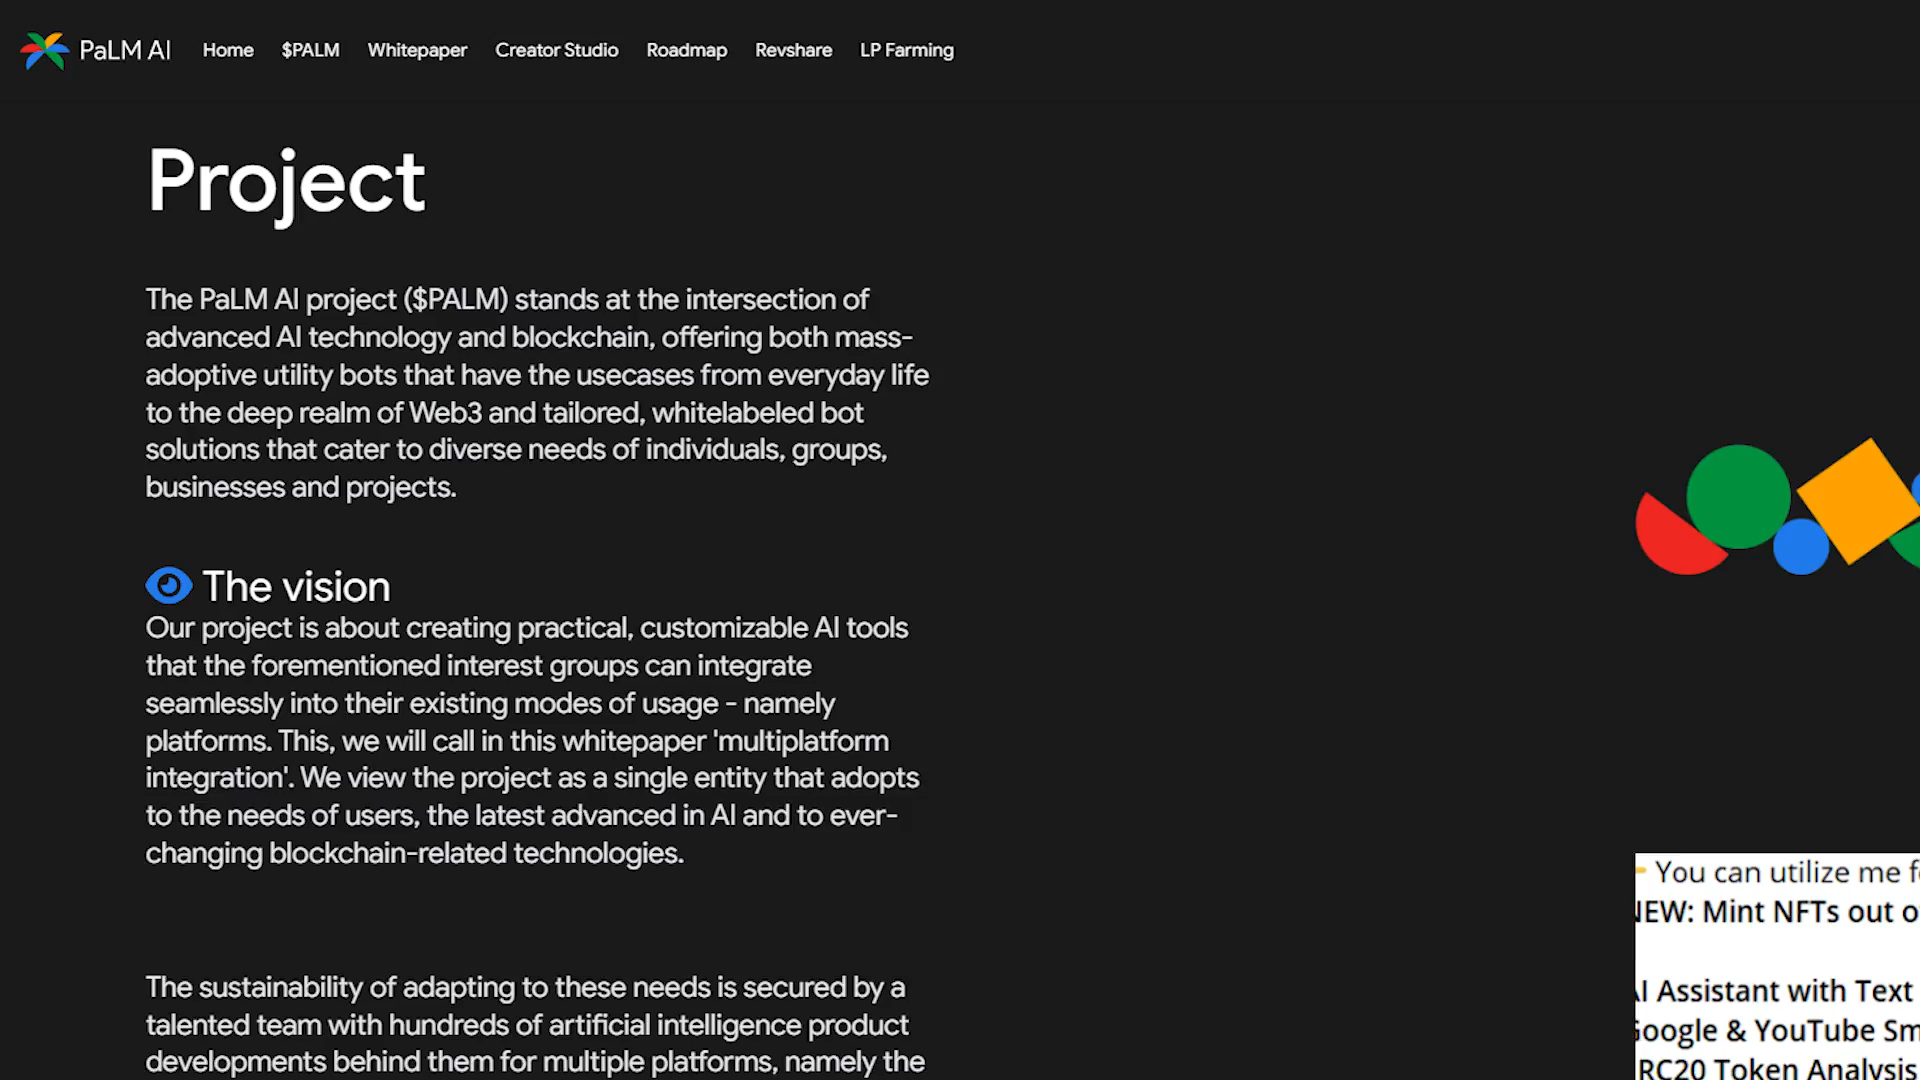 PaLM AI Home $PALM Whitepaper Creator Studio Roadmap Revshare LP Farming
Project
The PaLM AI project ($PALM) stands at the intersection of
advanced AI technology and blockchain, offering both mass-
adoptive utility bots that have the usecases from everyday life
to the deep realm of Web3 and tailored, whitelabeled bot
solutions that cater to diverse needs of individuals, groups,
businesses and projects.
The vision
Our project is about creating practical, customizable AI tools
that the forementioned interest groups can integrate
seamlessly into their existing modes of usage - namely
platforms. This, we will call in this whitepaper 'multiplatform
integration'. We view the project as a single entity that adopts
to the needs of users, the latest advanced in AI and to ever-
changing blockchain-related technologies.
The sustainability of adapting to these needs is secured by a
talented team with hundreds of artificial intelligence product
developments behind them for multiple platforms, namely the
You can utilize me
NEW: Mint NFTs out
Assistant with Text
Google & YouTube
Token Analysis